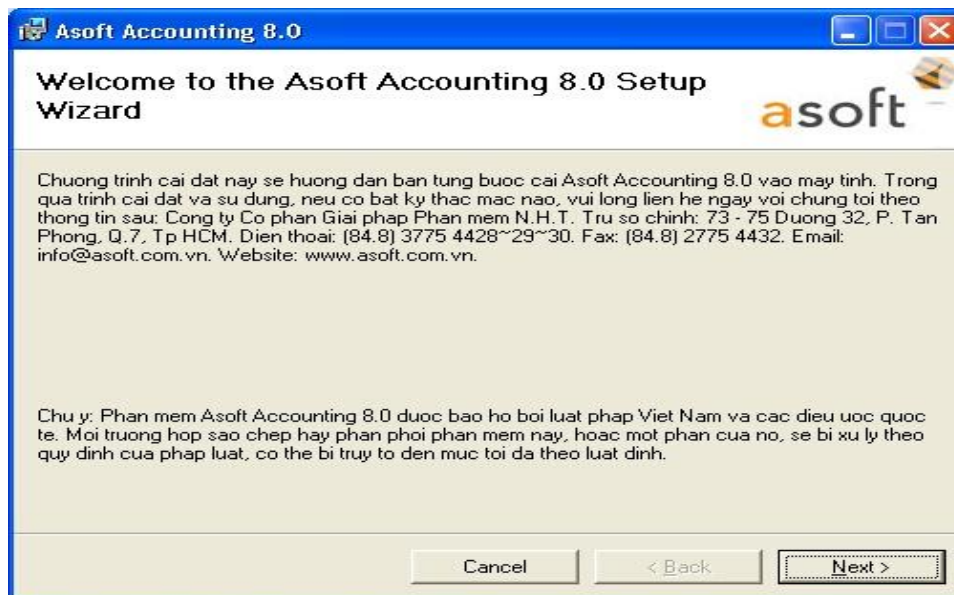 Asoft Accounting 8.0
Welcome to the Asoft Accounting 8.0 Setup
Wizard
asoft
Chuong trinh cai dat nay se huong dan ban tung buoc cai Asoft Accounting 8.0 vao may tinh. Trong
qua trinh cai dat va su dung, neu co bat ky thac mac nao, vui long lien he ngay voi chung toi theo
thong tin sau: Cong ty Co phan Giai phap Phan mem N.H.T. Tru so chinh: 73 - 75 Duong 32, P. Tan
Phong, Q.7, Tp HCM. Dien thoai: (84.8) 3775 4428~29~30. Fax: (84.8) 2775 4432. Email:
info@asoft.com.vn. Website: www.asoft.com.vn.
Chu y: Phan mem Asoft Accounting 8.0 duoc bao ho boi luat phap Viet Nam va cac dieu uoc quoc
te. Moi truong hop sao chep hay phan phoi phan mem nay, hoac mot phan cua no, se bi xu ly theo
quy dinh cua phap luat, co the bi truy to den muc toi da theo luat dinh.
Cancel
< Back
Next >